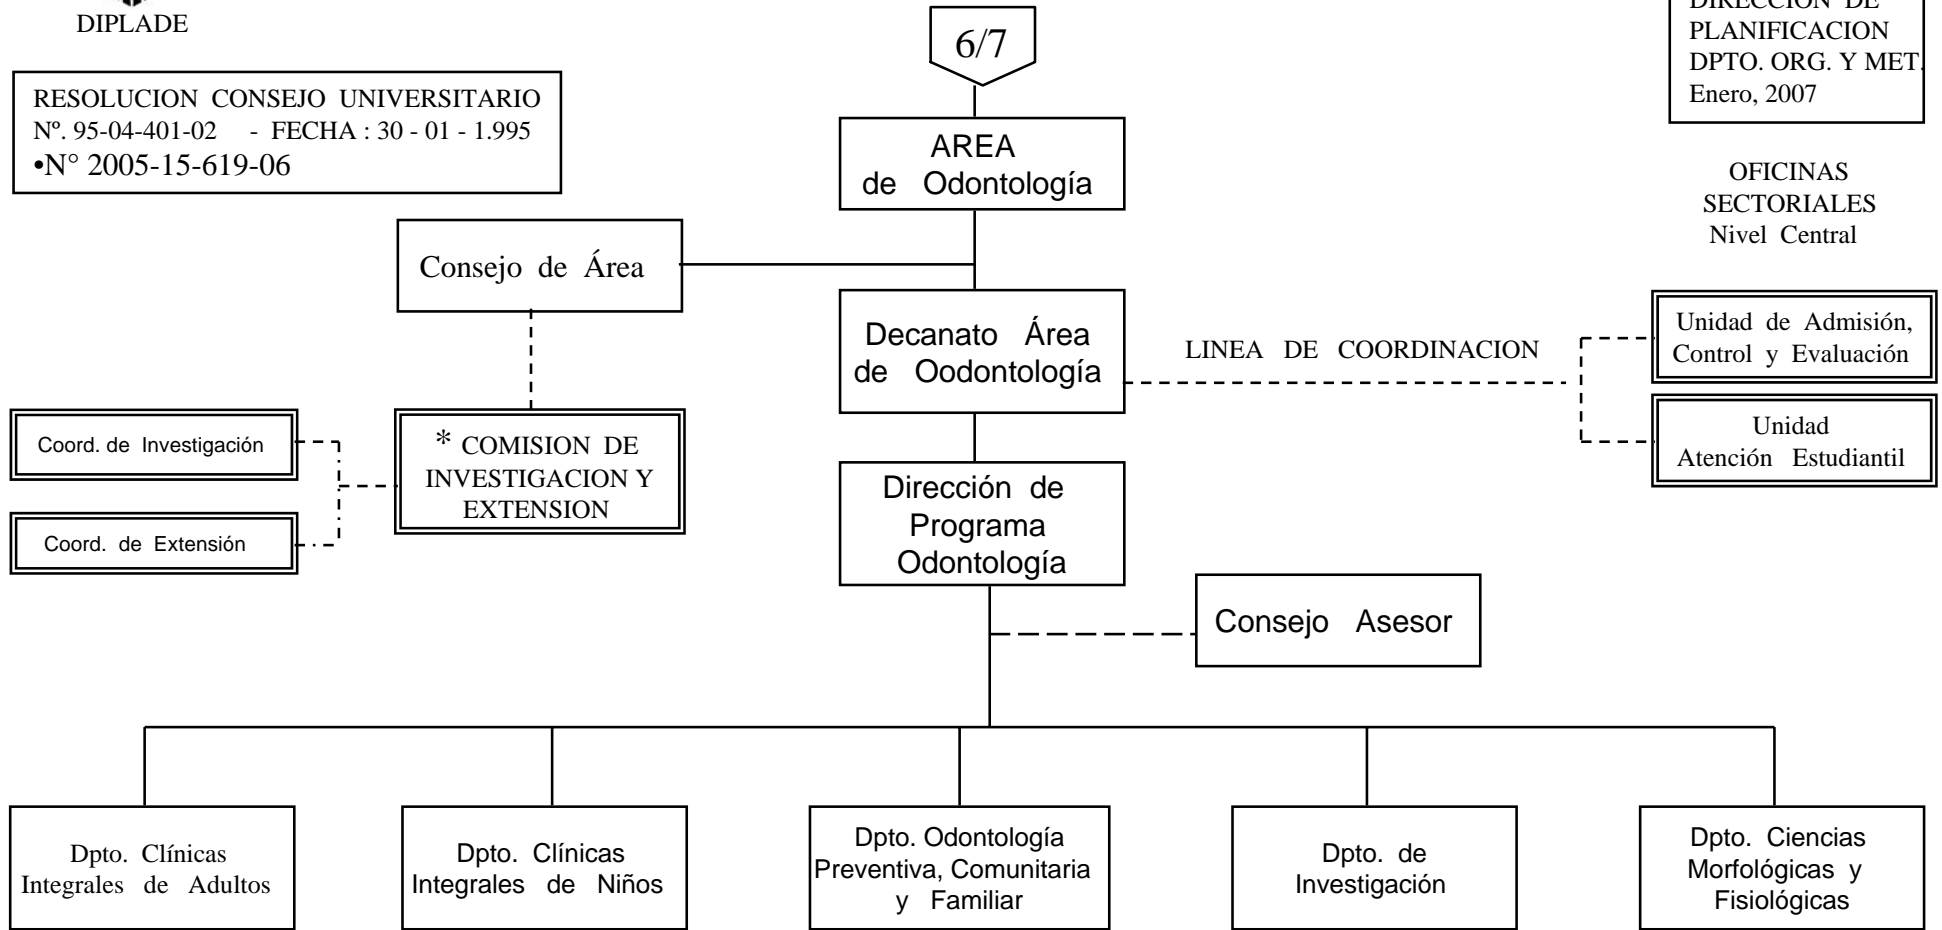 DIPLADE
6/7
DIRECCION DE
PLANIFICACION
DPTO. ORG. Y MET.
Enero, 2007
RESOLUCION CONSEJO UNIVERSITARIO
Nº. 95-04-401-02 - FECHA : 30 - 01 - 1.995
•N° 2005-15-619-06
AREA
de Odontología
OFICINAS
SECTORIALES
Nivel Central
Consejo de Área
Decanato Área
de Oodontología
LINEA DE COORDINACION
Unidad de Admisión,
Control y Evaluación
Unidad
Atención Estudiantil
Coord. de Investigación
Coord. de Extensión
* COMISION DE
INVESTIGACION Y
EXTENSION
Dirección de
Programa
Odontología
Consejo Asesor
Dpto. Clínicas
Integrales de Adultos
Dpto. Clínicas
Integrales de Niños
Dpto. Odontología
Preventiva, Comunitaria
y Familiar
Dpto. de
Investigación
Dpto. Ciencias
Morfológicas y
Fisiológicas